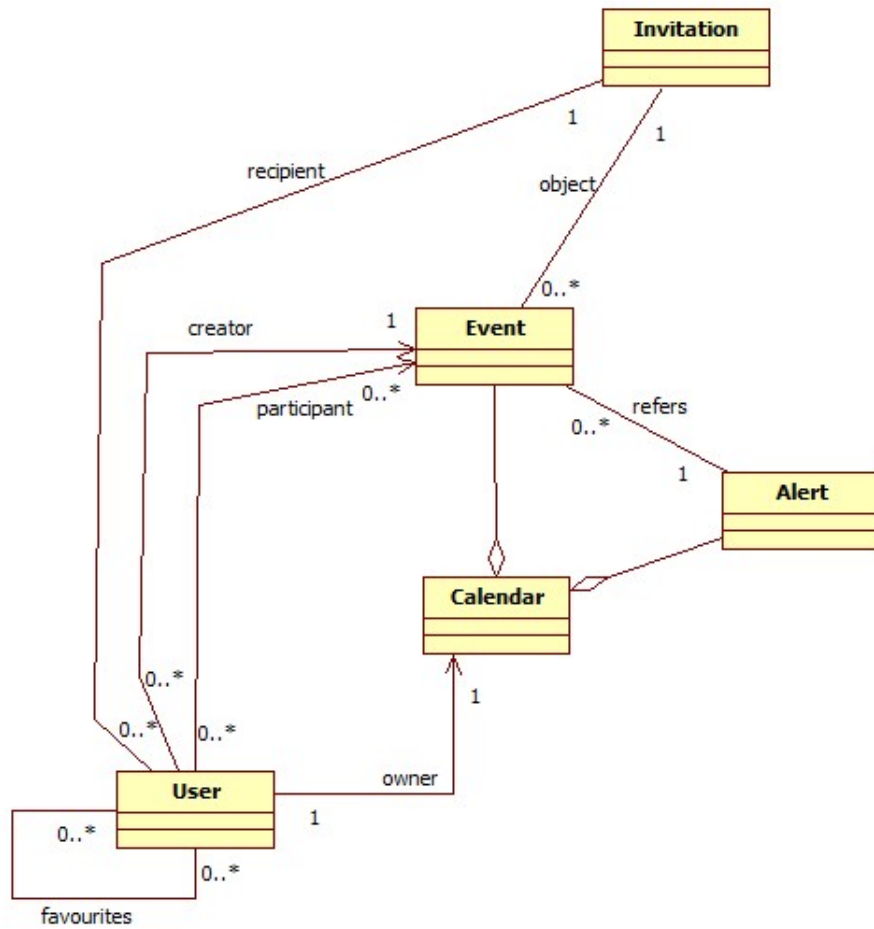 Invitation
1
1
recipient
object
0..*
creator
1
Event
participant
0..*
refers
0..*
1
Alert
Calendar
0..*
1
0..*
0..*
owner
User
1
0..*
0..*
favourites